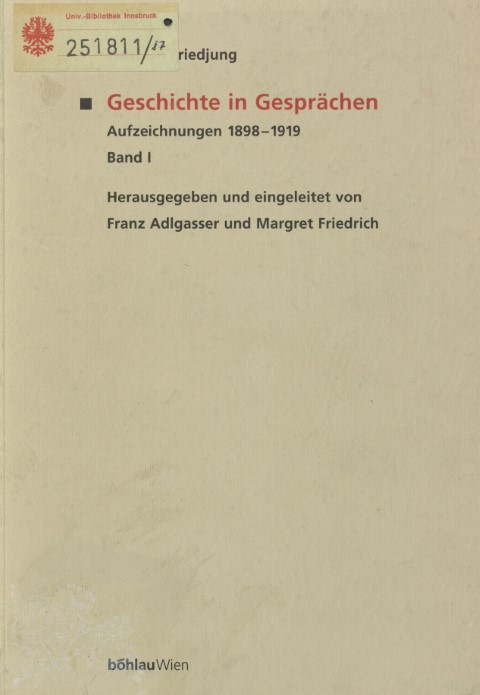 Univ.-Bibliothek Innsbruck
251811/17
riedjung
Geschichte in Gesprächen
Aufzeichnungen 1898–1919
Band I
Herausgegeben und eingeleitet von
Franz Adlgasser und Margret Friedrich
böhlauWien